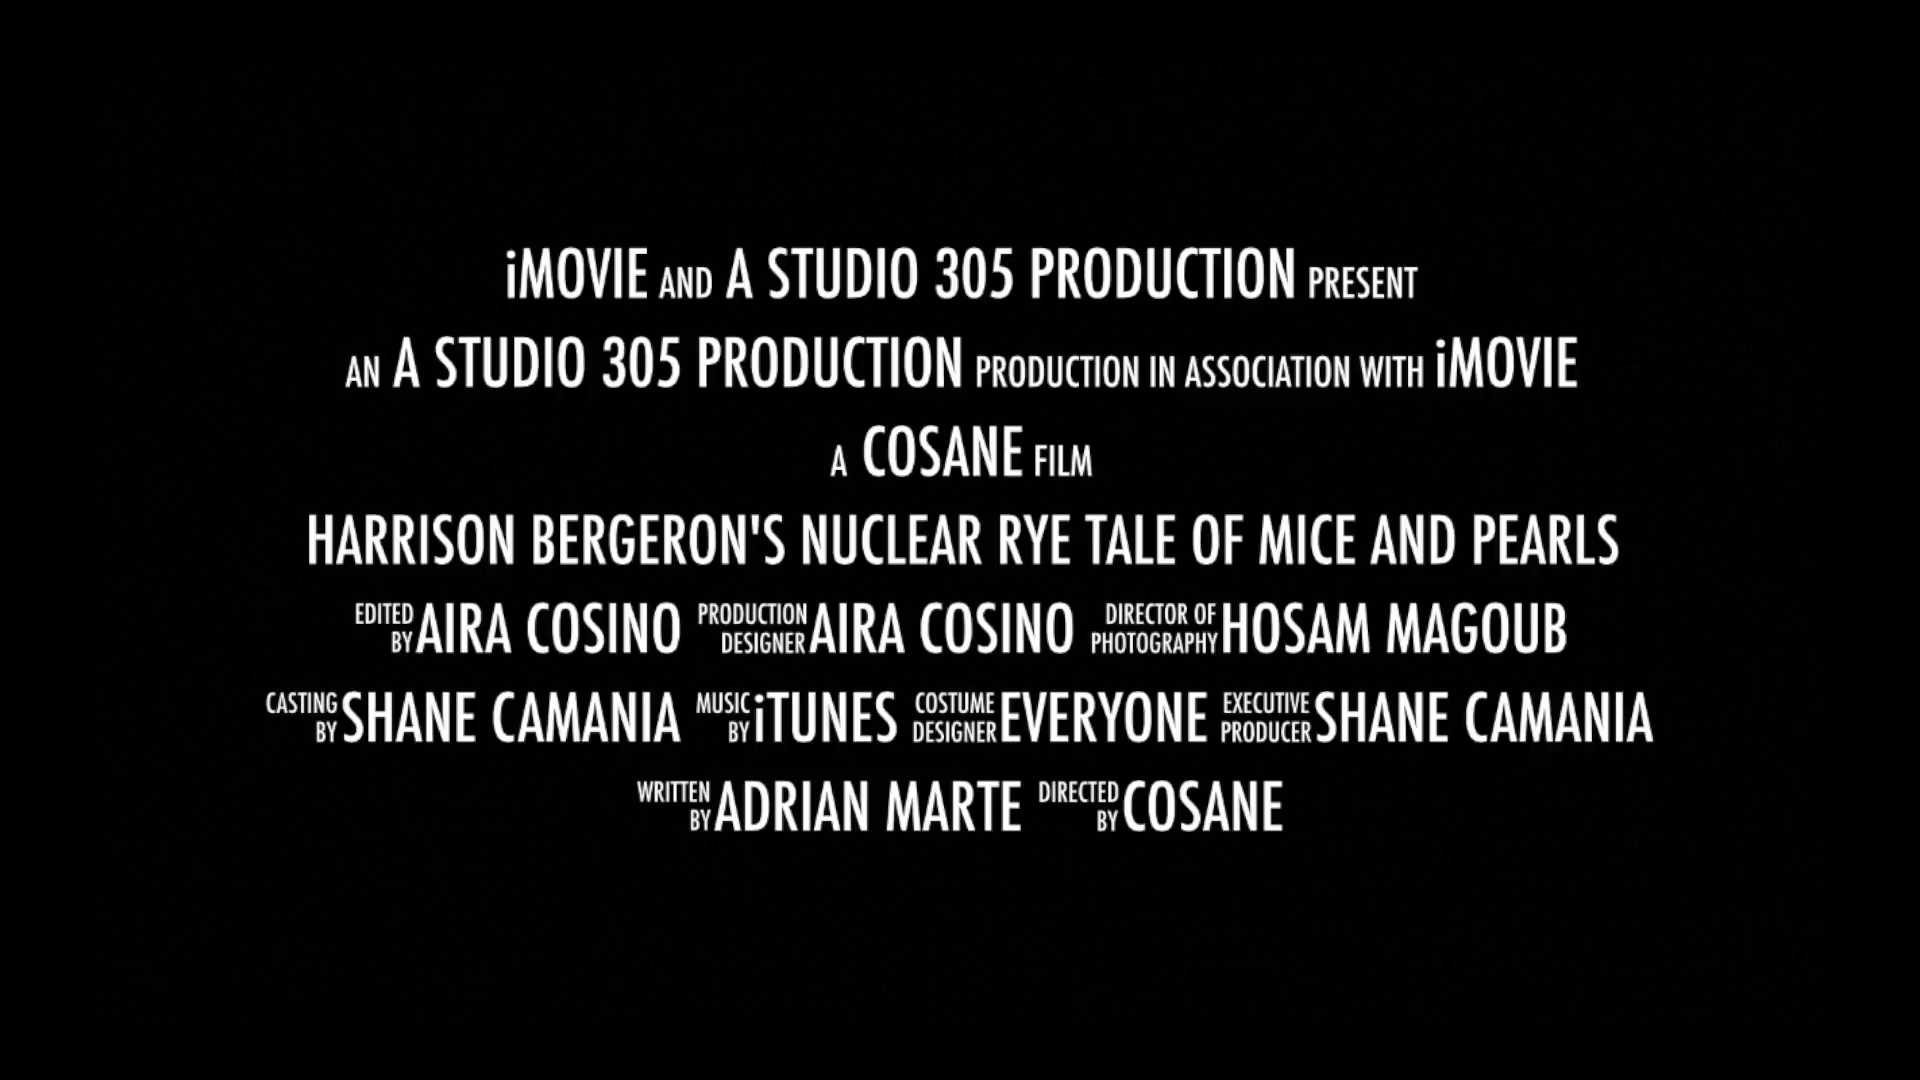 iMOVIE AND A STUDIO 305 PRODUCTION PRESENT
AN A STUDIO 305 PRODUCTION PRODUCTION IN ASSOCIATION WITH iMOVIE
A COSANE FILM
HARRISON BERGERON'S NUCLEAR RYE TALE OF MICE AND PEARLS
EDITED BY AIRA COSINO PRODUCTION DESIGNER AIRA COSINO DIRECTOR OF PHOTOGRAPHY HOSAM MAGOUB
CASTING BY SHANE CAMANIA MUSIC BY iTUNES COSTUME DESIGNER EVERYONE EXECUTIVE PRODUCER SHANE CAMANIA
WRITTEN BY ADRIAN MARTE DIRECTED BY COSANE